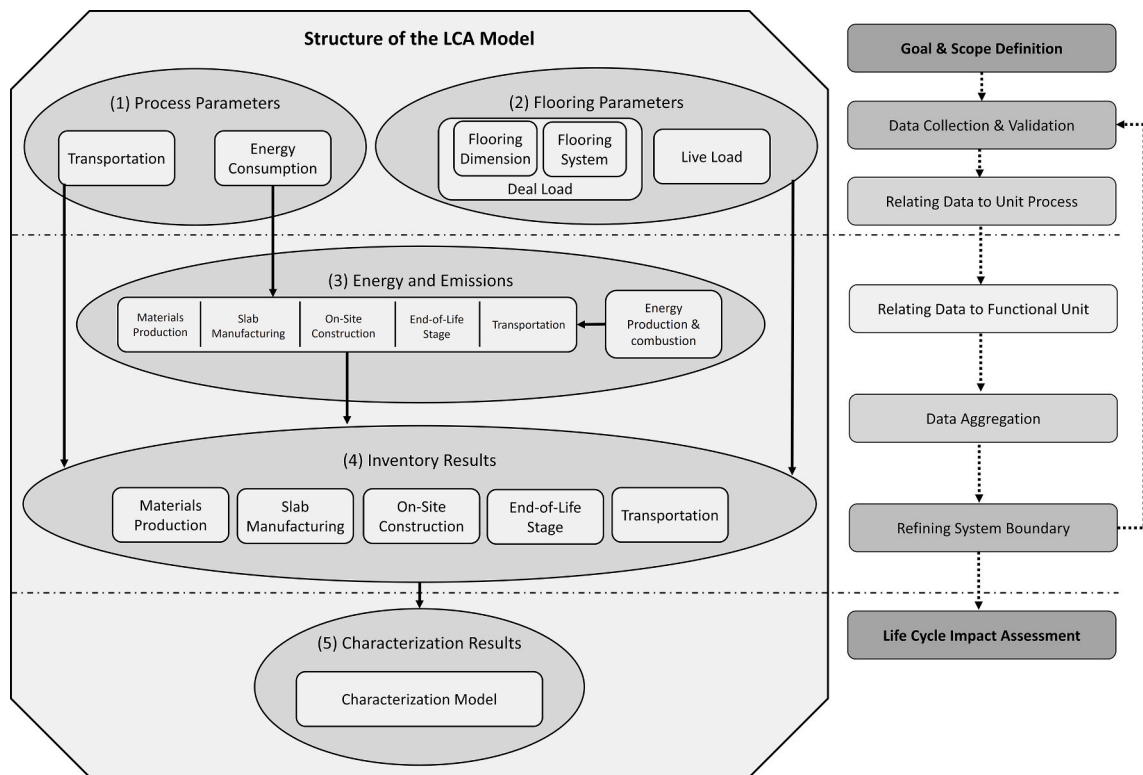 Structure of the LCA Model
(1) Process Parameters
Transportation
Energy
Consumption
(2) Flooring Parameters
Flooring
Dimension
Flooring
System
Deal Load
Live Load
(3) Energy and Emissions
Materials
Production
Slab
Manufacturing
On-Site
Construction
End-of-Life
Stage
Transportation
Energy
Production &
combustion
(4) Inventory Results
Materials
Production
Slab
Manufacturing
On-Site
Construction
End-of-Life
Stage
Transportation
(5) Characterization Results
Characterization Model
Goal & Scope Definition
Data Collection & Validation
Relating Data to Unit Process
Relating Data to Functional Unit
Data Aggregation
Refining System Boundary
Life Cycle Impact Assessment